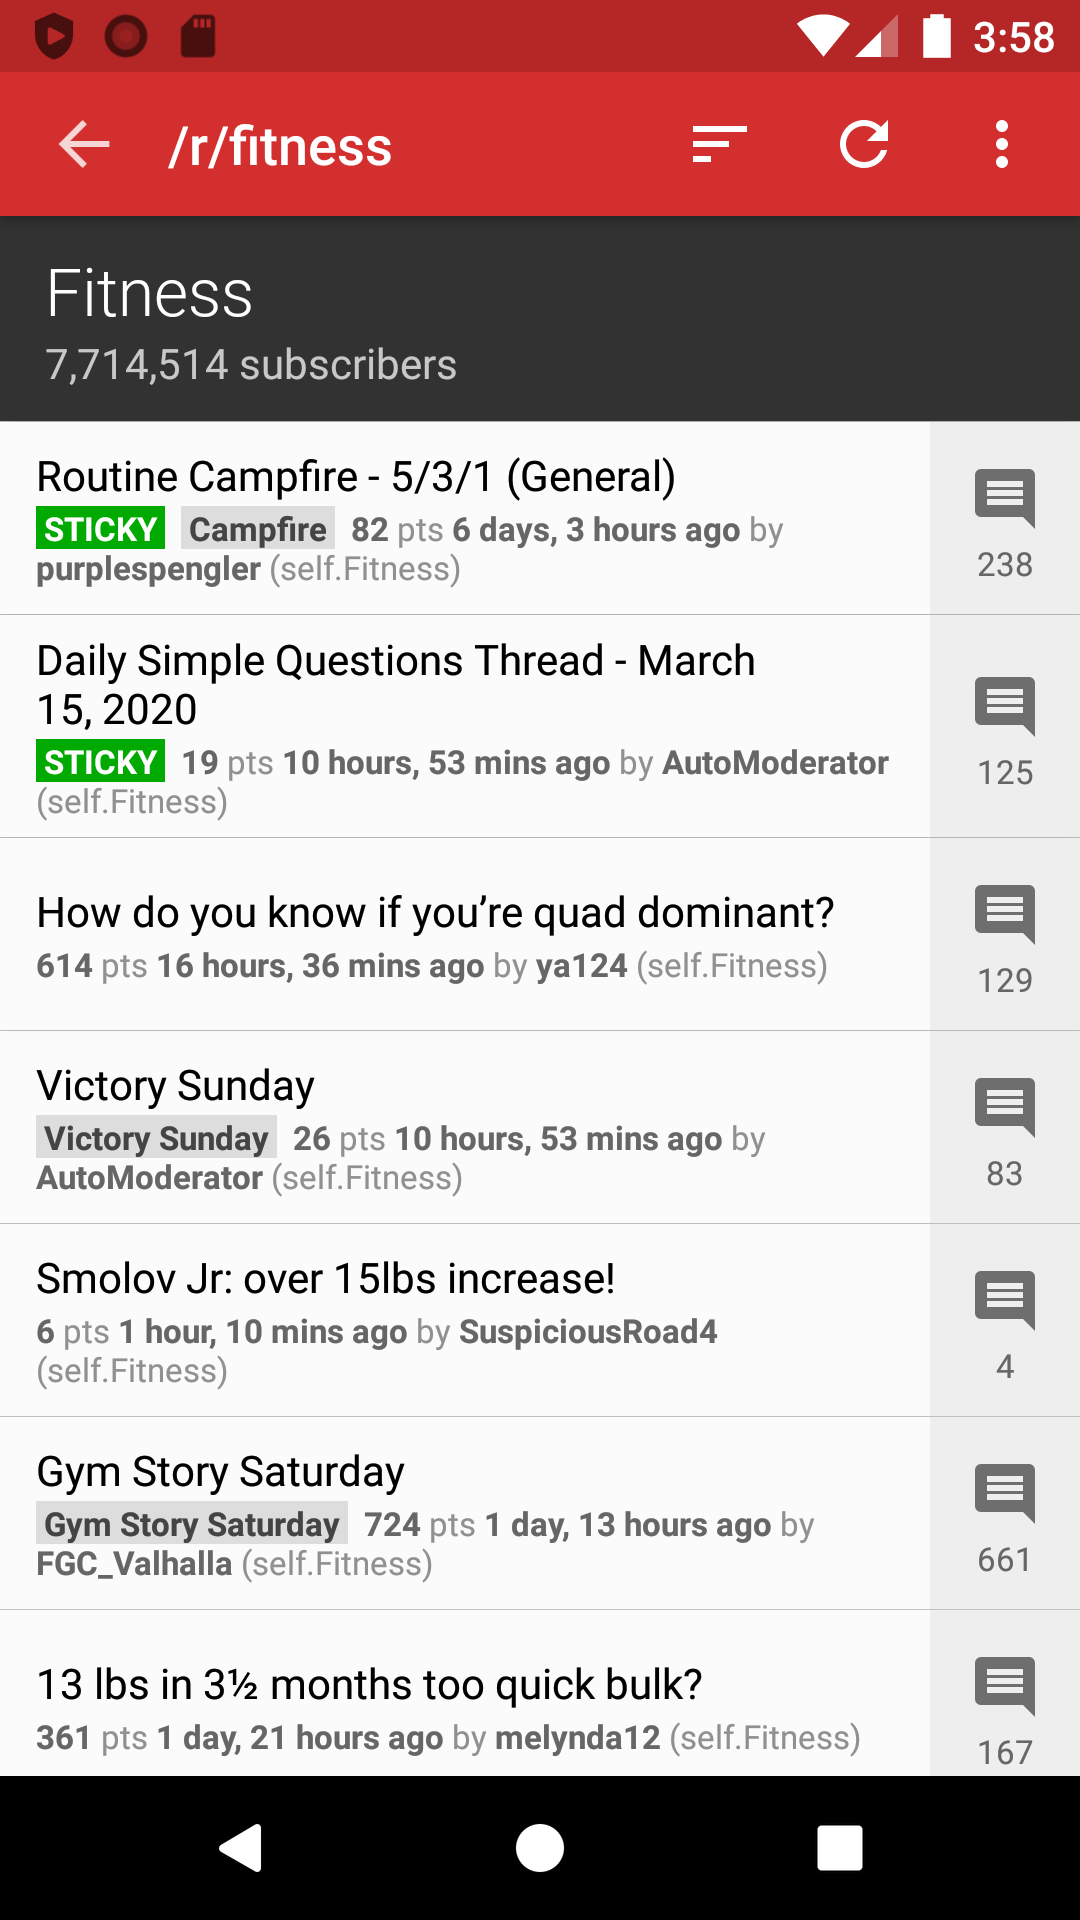 3:58
/r/fitness
Fitness
7,714,514 subscribers
Routine Campfire - 5/3/1 (General)
STICKY Campfire 82 pts 6 days, 3 hours ago by
purplespengler (self.Fitness)
238
Daily Simple Questions Thread - March
15, 2020
STICKY 19 pts 10 hours, 53 mins ago by AutoModerator
(self.Fitness)
125
How do you know if you’re quad dominant?
614 pts 16 hours, 36 mins ago by ya124 (self.Fitness)
129
Victory Sunday
Victory Sunday 26 pts 10 hours, 53 mins ago by
AutoModerator (self.Fitness)
83
Smolov Jr: over 15lbs increase!
6 pts 1 hour, 10 mins ago by SuspiciousRoad4
(self.Fitness)
4
Gym Story Saturday
Gym Story Saturday 724 pts 1 day, 13 hours ago by
FGC_Valhalla (self.Fitness)
661
13 lbs in 3½ months too quick bulk?
361 pts 1 day, 21 hours ago by melynda12 (self.Fitness)
167